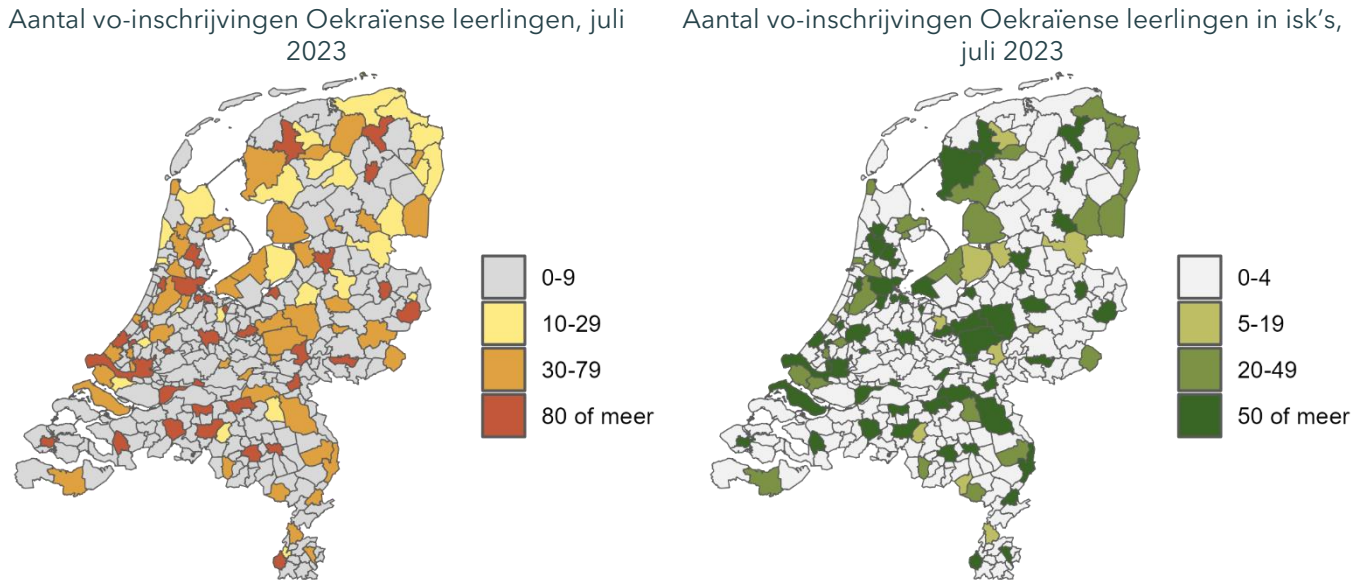 Aantal vo-inschrijvingen Oekraïense leerlingen, juli
2023
Aantal vo-inschrijvingen Oekraïense leerlingen in isk's,
juli 2023
0-9
10-29
30-79
80 of meer
0-4
5-19
20-49
50 of meer